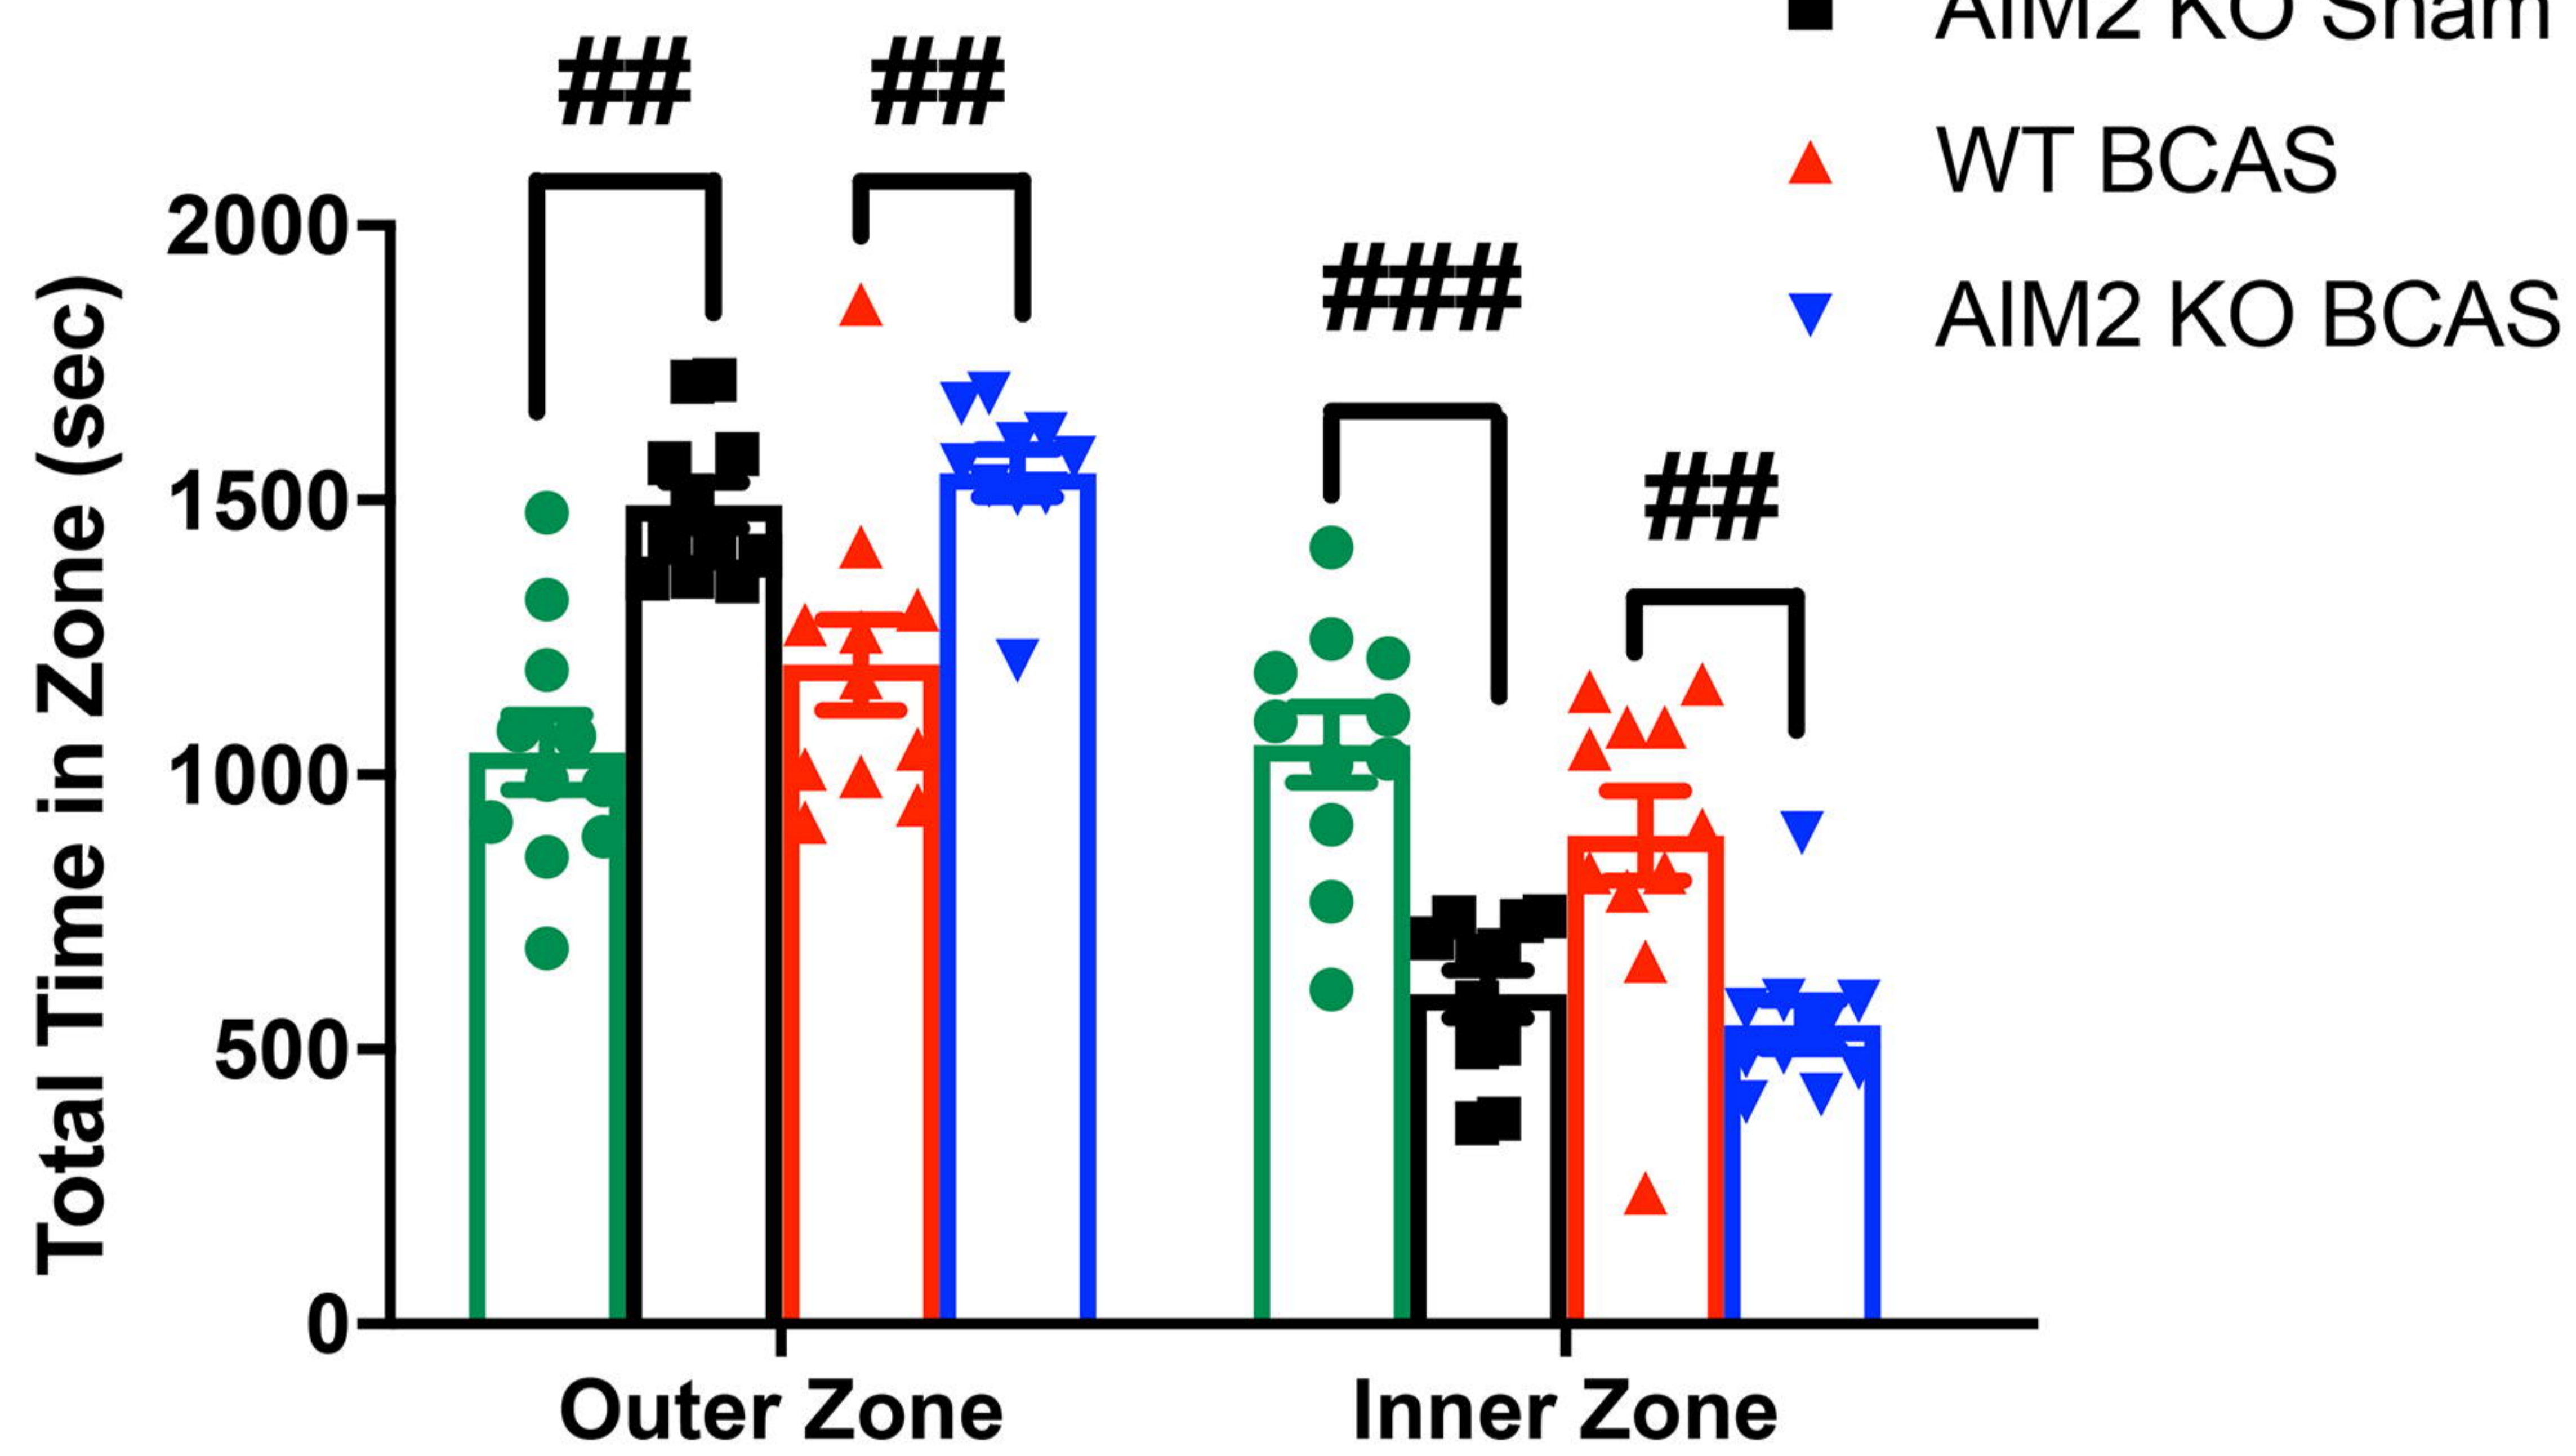 AIM2 KO Sham
WT BCAS
AIM2 KO BCAS
## ##
###
##
Total Time in Zone (sec)
2000
1500
1000
500
0
Outer Zone Inner Zone